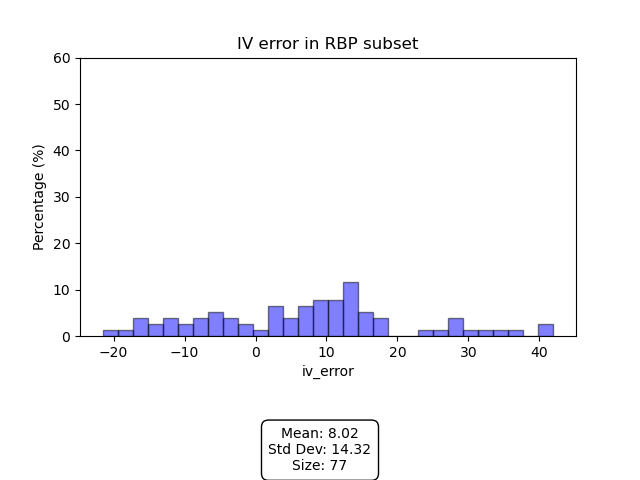 IV error in RBP subset
60
50
40
30
20
10
0
Percentage (%)
−20
−10
0
10
20
30
40
iv_error
Mean: 8.02
Std Dev: 14.32
Size: 77